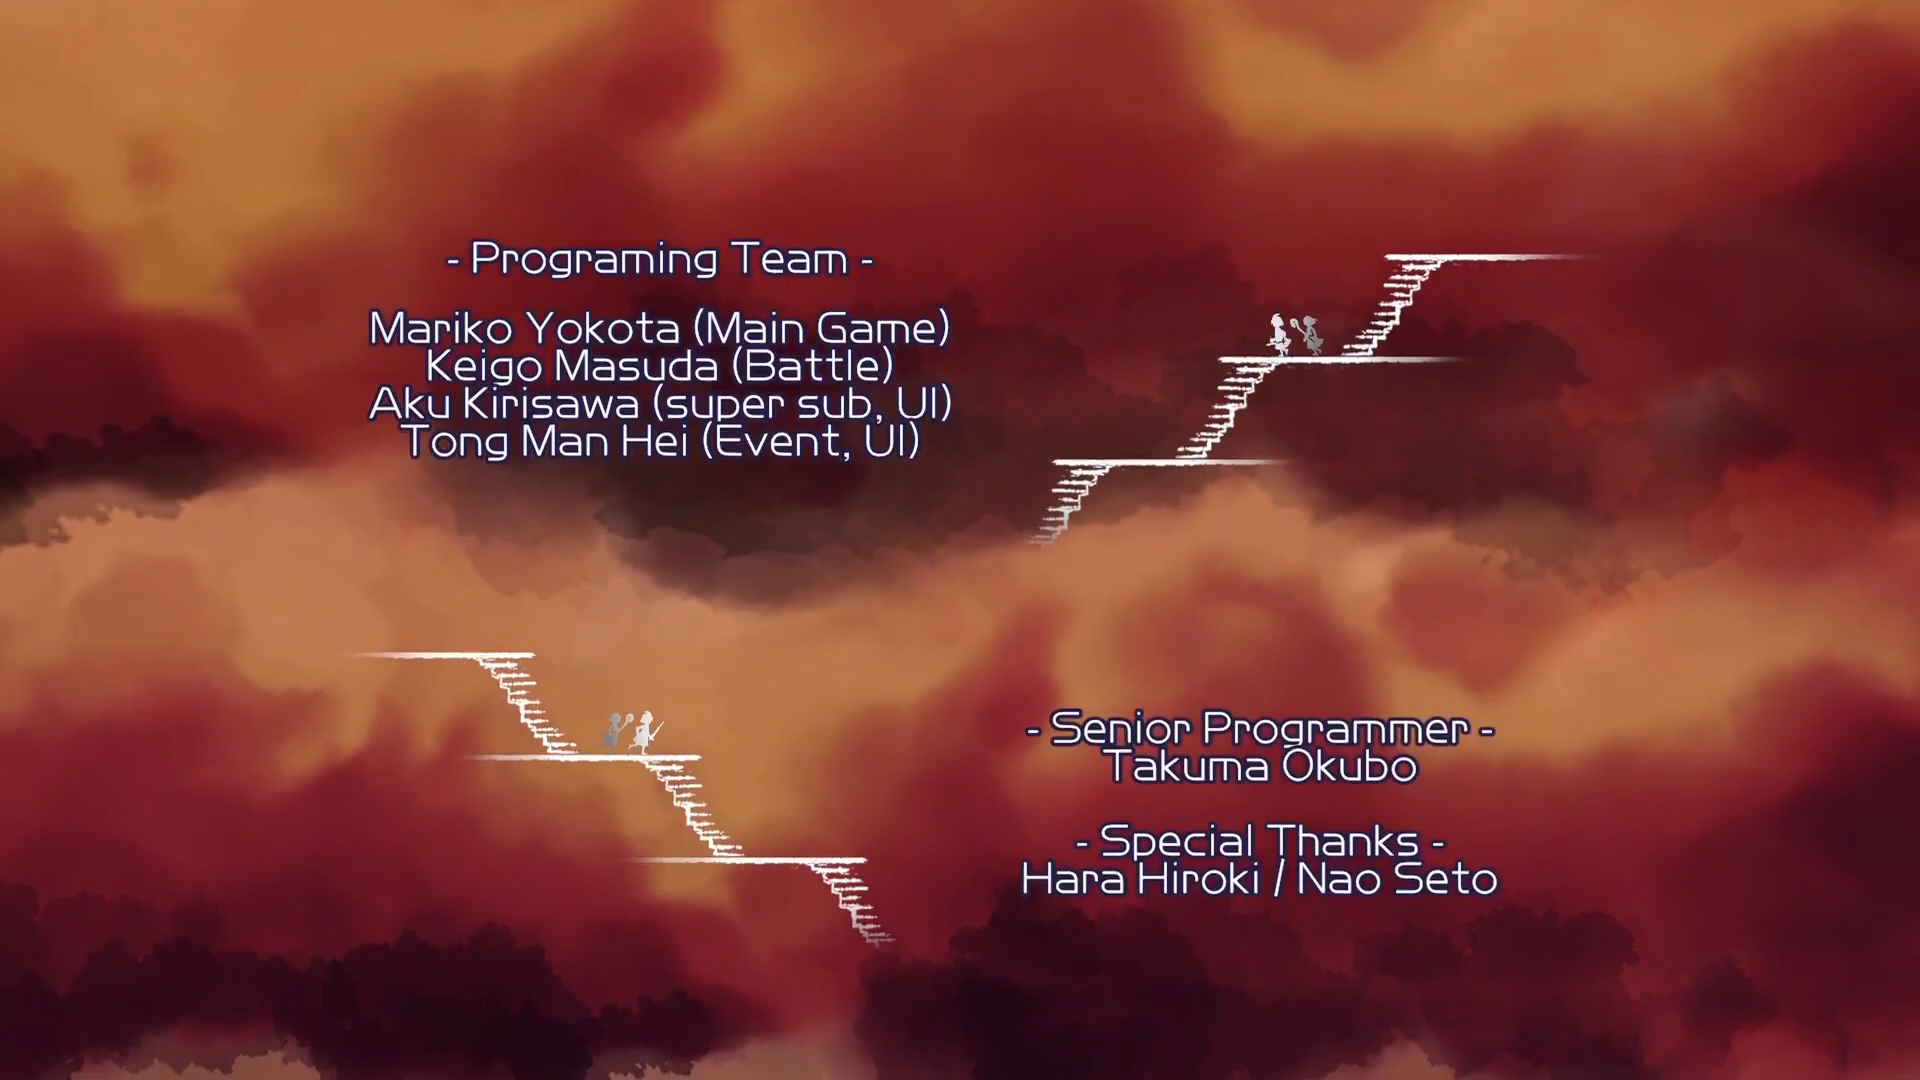 - Programing Team -
Mariko Yokota (Main Game)
Keigo Masuda (Battle)
Aku Kirisawa (super sub, UI)
Tong Man Hei (Event, UI)
- Senior Programmer -
Takuma Okubo
- Special Thanks -
Hara Hiroki / Nao Seto